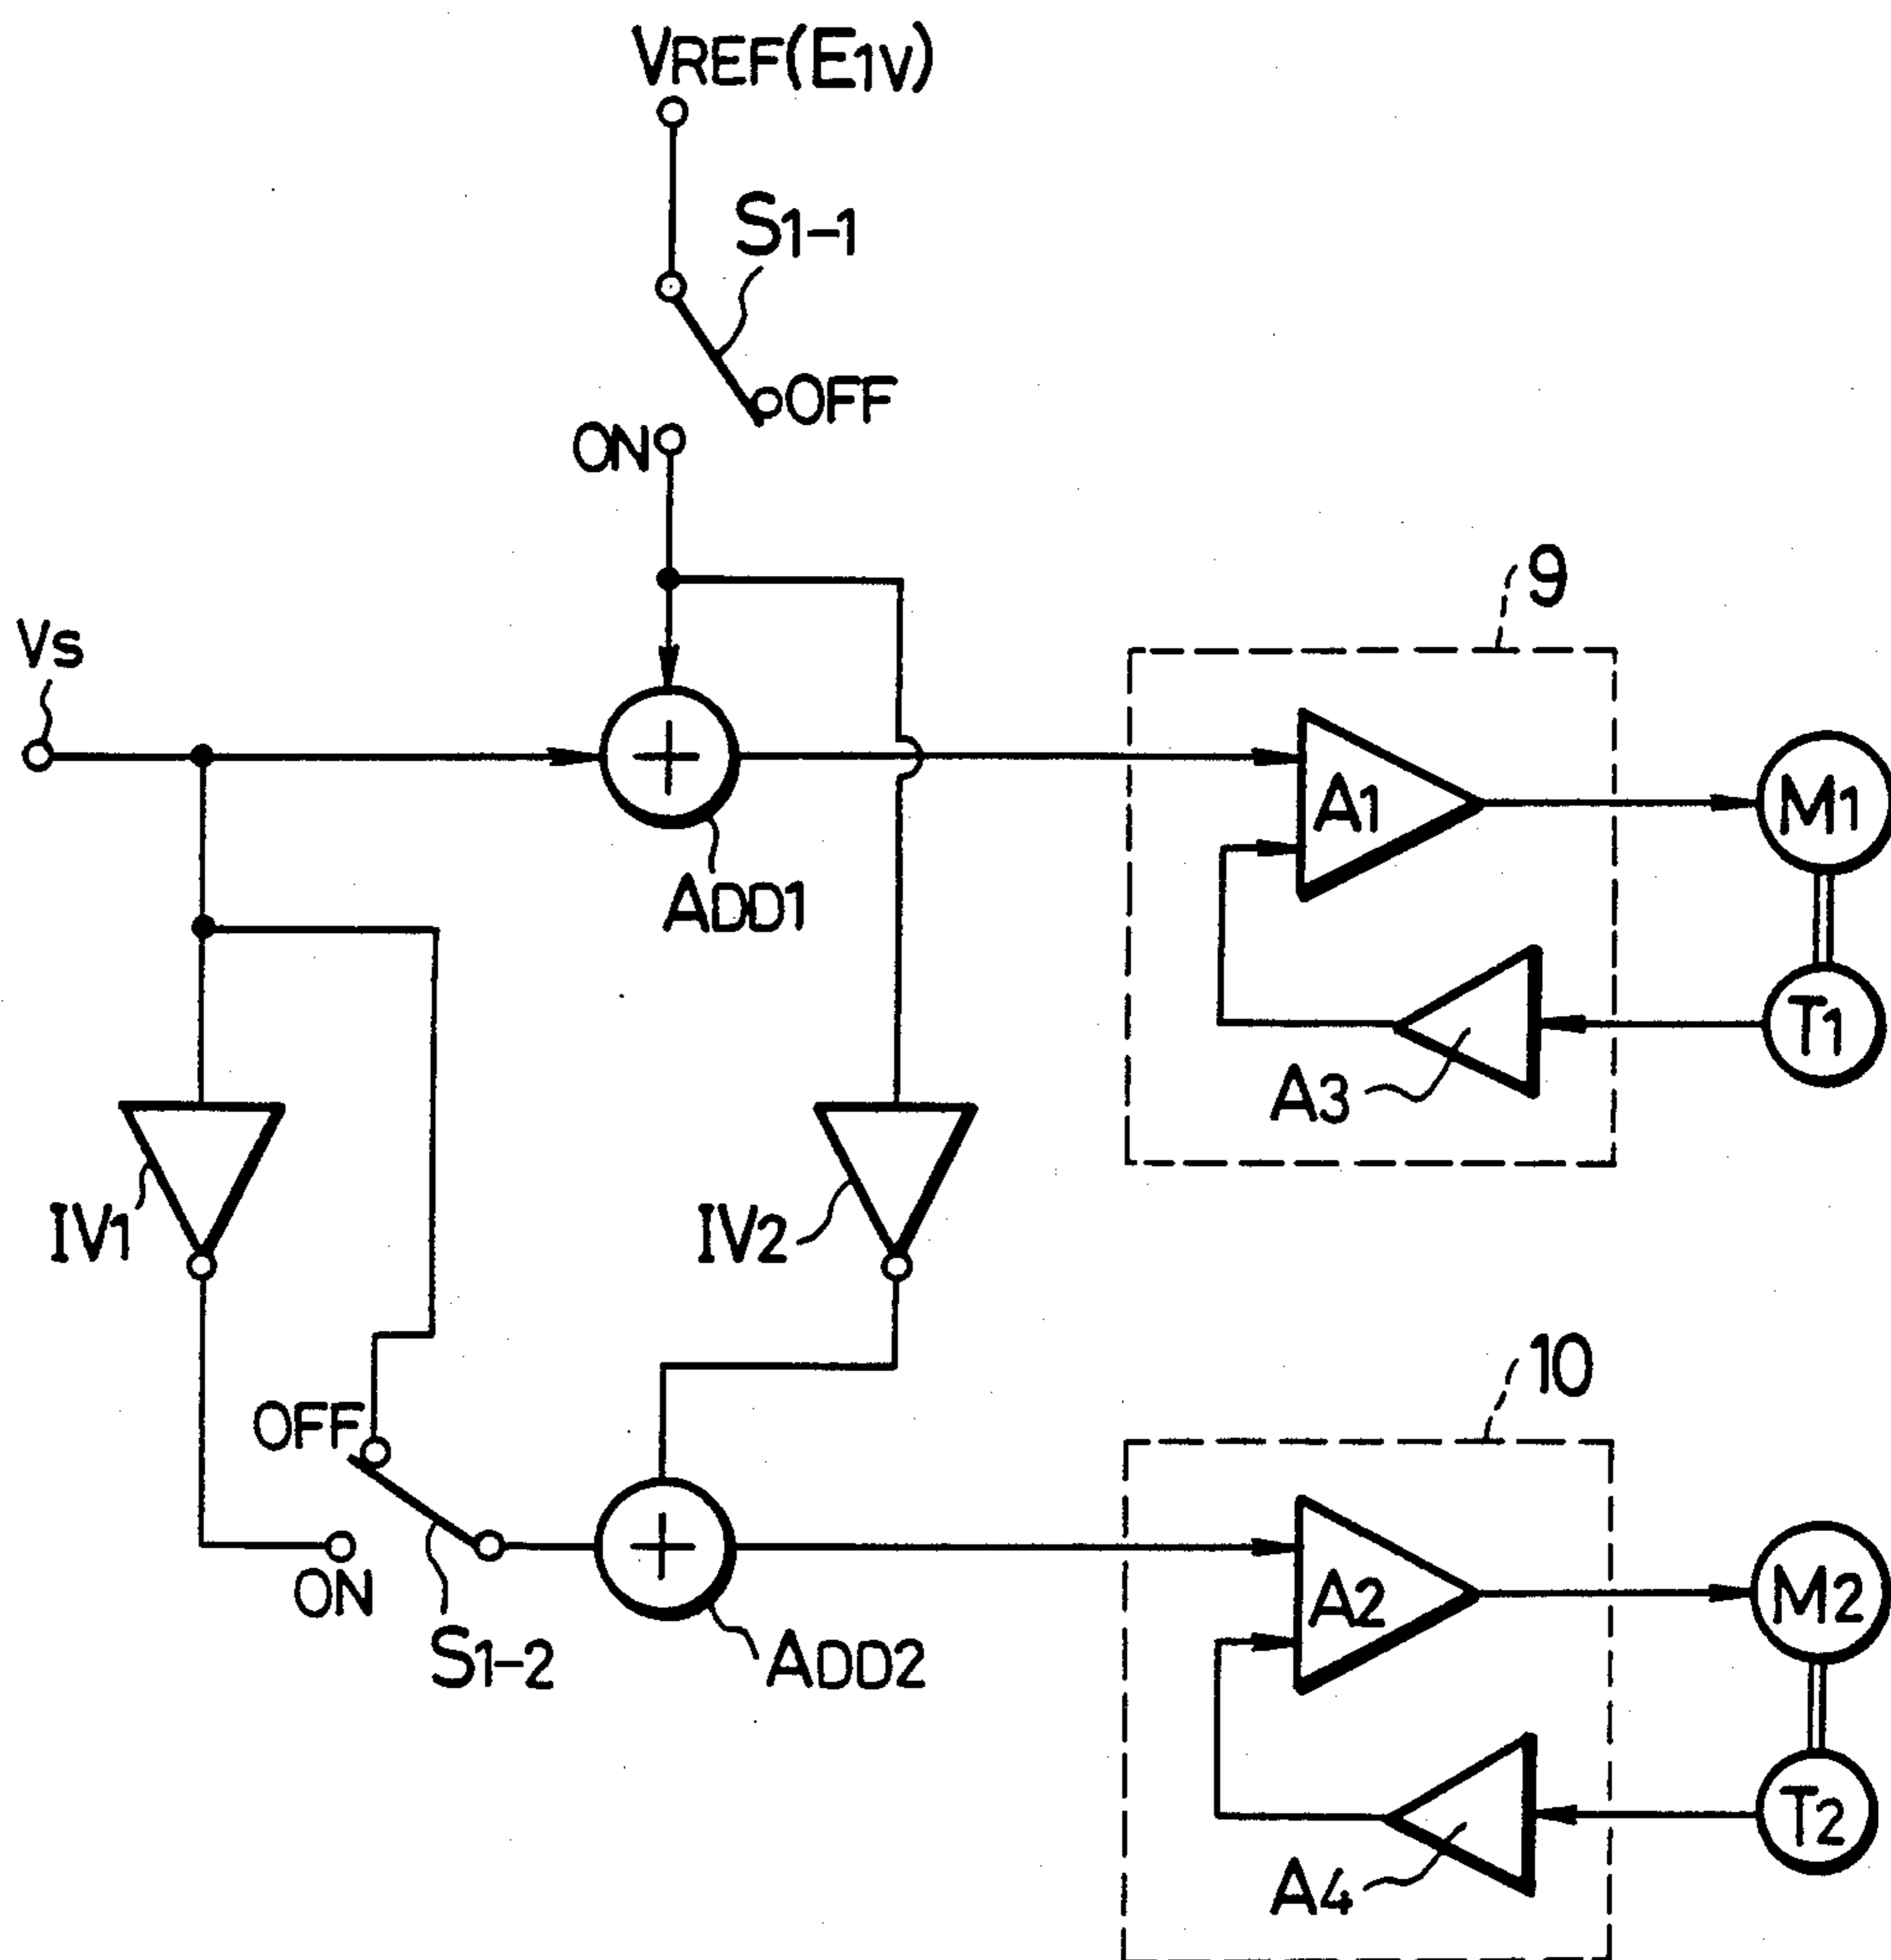 VREF(E1V)
S1-1
OFF
ON
9
Vs
A1
M1
ADD1
T1
A3
IV1
IV2
10
OFF
ON
A2
M2
S1-2
ADD2
T2
A4